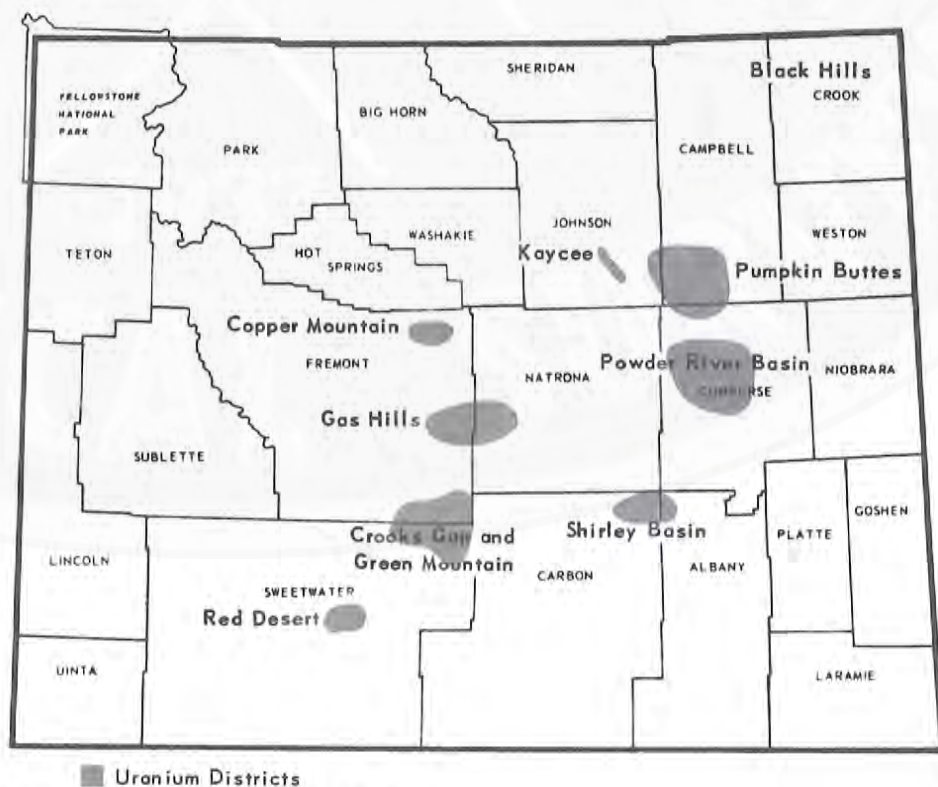 SHERIDAN
Black Hills
CROOK
YELLOWSTONE
NATIONAL
PARK
BIG HORN
PARK
CAMPBELL
JOHNSON
WASHAKIE
WESTON
TETON
HOT
SPRINGS
Kaycee
Pumpkin Buttes
Copper Mountain
FREMONT
Powder River Basin
NIOBRARA
NATRONA
CONVERSE
Gas Hills
SUBLETTE
GOSHEN
Shirley Basin
PLATTE
Crooks Gap and
Green Mountain
LINCOLN
ALBANY
CARBON
SWEETWATER
Red Desert
UINTA
LARAMIE
Uranium Districts